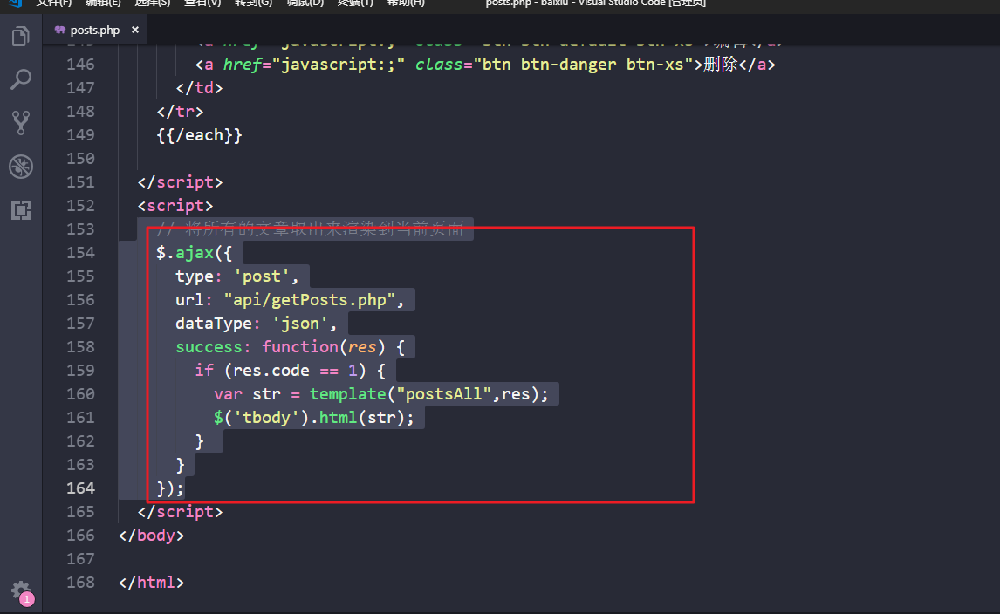 文件(F) 编辑(E) 选择(S) 查看(V) 转到(G) 调试(D) 终端(T) 帮助(H) posts.php - baixiu - Visual Studio Code [管理员]
posts.php ×
146 <a href="javascript:;" class="btn btn-danger btn-xs">删除</a>
147 </td>
148 </tr>
149 {{/each}}
150
151 </script>
152 <script>
153 // 将所有的文章取出来渲染到当前页面
154 $.ajax({
155 type: 'post',
156 url: "api/getPosts.php",
157 dataType: 'json',
158 success: function(res) {
159 if (res.code == 1) {
160 var str = template("postsAll",res);
161 $('tbody').html(str);
162 }
163 }
164 });
165 </script>
166 </body>
167
168 </html>
1